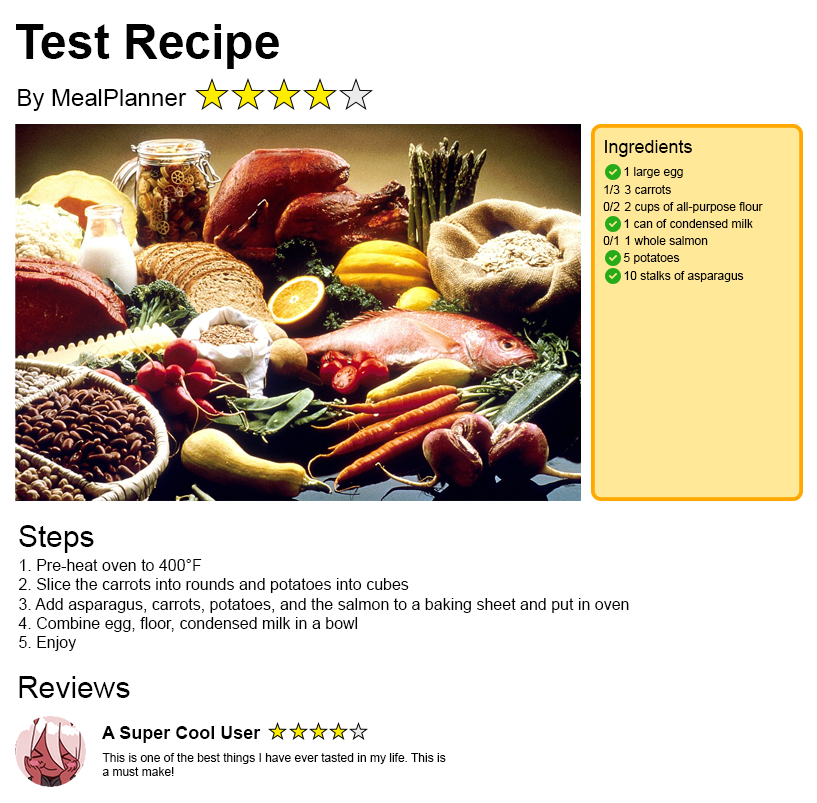 Test Recipe
By MealPlanner
Ingredients
1 large egg
1/3 3 carrots
0/2 2 cups of all-purpose flour
1 can of condensed milk
0/1 1 whole salmon
5 potatoes
10 stalks of asparagus
Steps
1. Pre-heat oven to 400°F
2. Slice the carrots into rounds and potatoes into cubes
3. Add asparagus, carrots, potatoes, and the salmon to a baking sheet and put in oven
4. Combine egg, floor, condensed milk in a bowl
5. Enjoy
Reviews
A Super Cool User
This is one of the best things I have ever tasted in my life. This is
a must make!